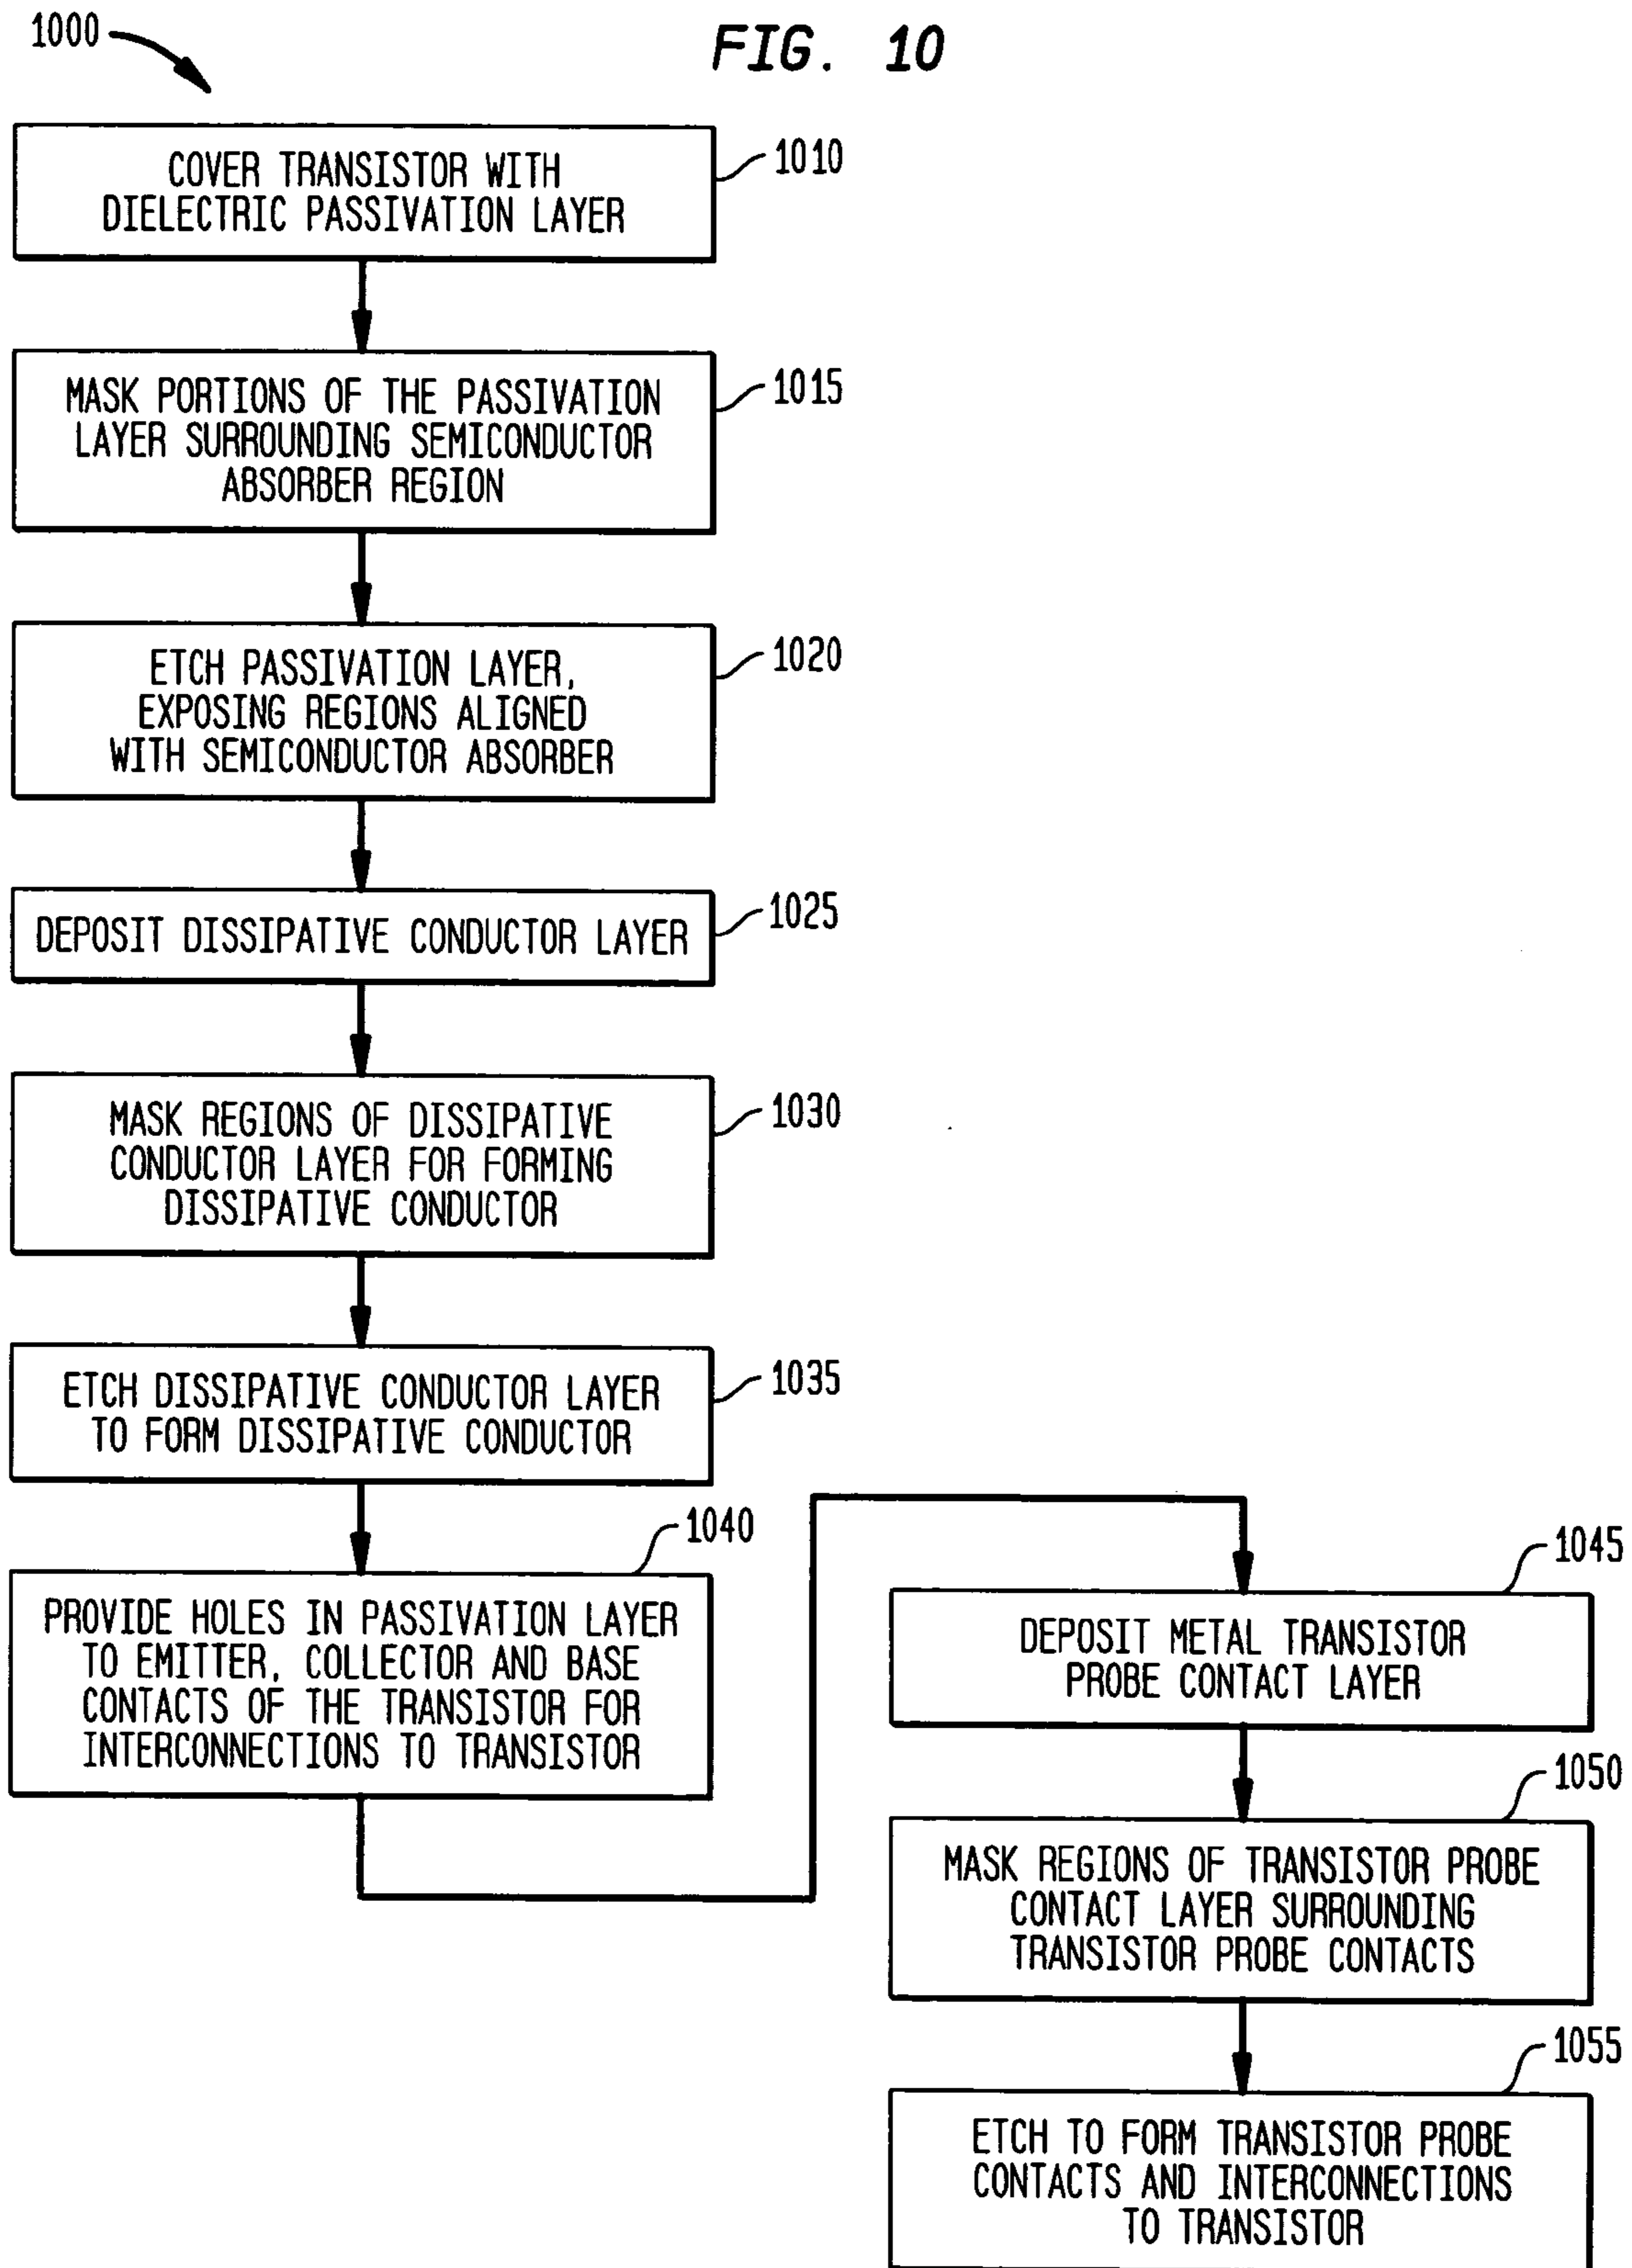 1000
FIG. 10
COVER TRANSISTOR WITH
DIELECTRIC PASSIVATION LAYER
1010
MASK PORTIONS OF THE PASSIVATION
LAYER SURROUNDING SEMICONDUCTOR
ABSORBER REGION
1015
ETCH PASSIVATION LAYER,
EXPOSING REGIONS ALIGNED
WITH SEMICONDUCTOR ABSORBER
1020
DEPOSIT DISSIPATIVE CONDUCTOR LAYER
1025
MASK REGIONS OF DISSIPATIVE
CONDUCTOR LAYER FOR FORMING
DISSIPATIVE CONDUCTOR
1030
ETCH DISSIPATIVE CONDUCTOR LAYER
TO FORM DISSIPATIVE CONDUCTOR
1035
1040
PROVIDE HOLES IN PASSIVATION LAYER
TO EMITTER, COLLECTOR AND BASE
CONTACTS OF THE TRANSISTOR FOR
INTERCONNECTIONS TO TRANSISTOR
1045
DEPOSIT METAL TRANSISTOR
PROBE CONTACT LAYER
1050
MASK REGIONS OF TRANSISTOR PROBE
CONTACT LAYER SURROUNDING
TRANSISTOR PROBE CONTACTS
1055
ETCH TO FORM TRANSISTOR PROBE
CONTACTS AND INTERCONNECTIONS
TO TRANSISTOR